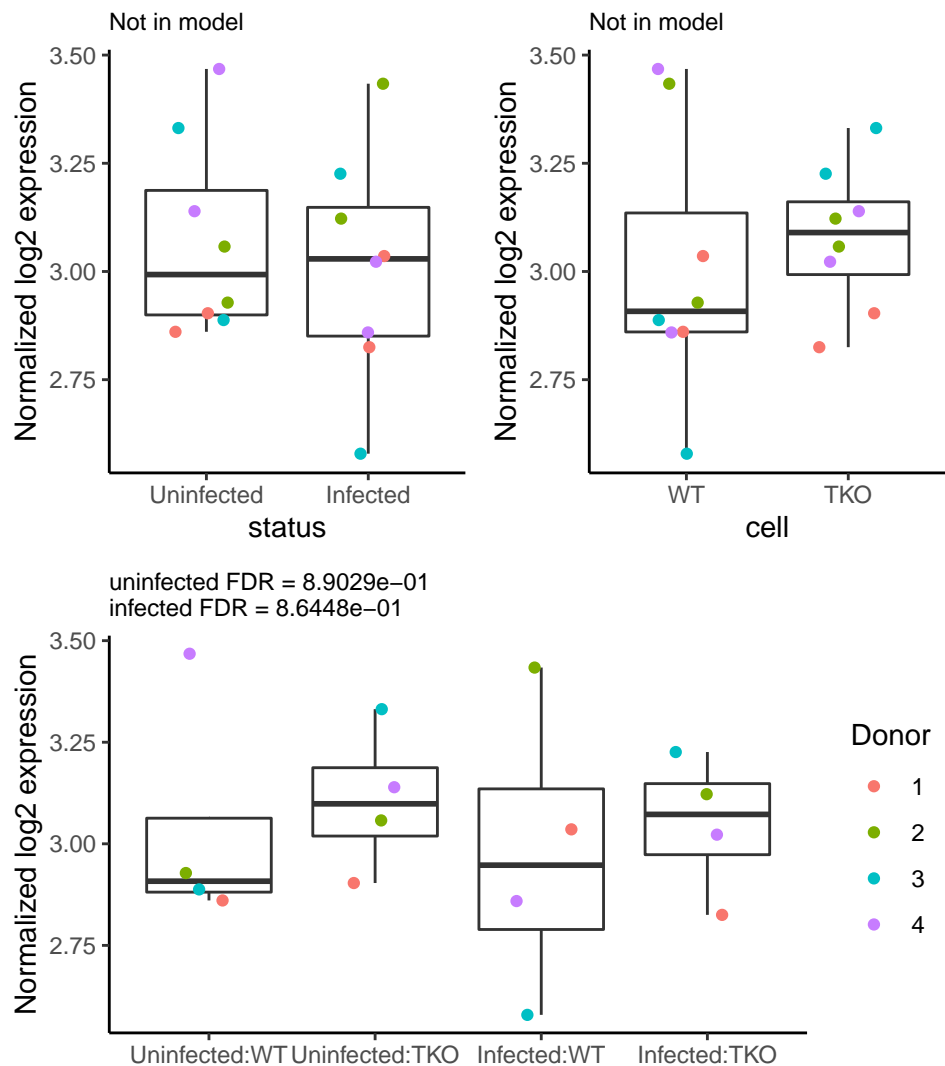 Not in model
Normalized log2 expression
3.50
3.25
3.00
2.75
Uninfected
Infected
status
Not in model
Normalized log2 expression
3.50
3.25
3.00
2.75
WT
TKO
cell
uninfected FDR = 8.9029e−01
infected FDR = 8.6448e−01
Normalized log2 expression
3.50
3.25
3.00
2.75
Uninfected:WT
Uninfected:TKO
Infected:WT
Infected:TKO
Donor
1
2
3
4